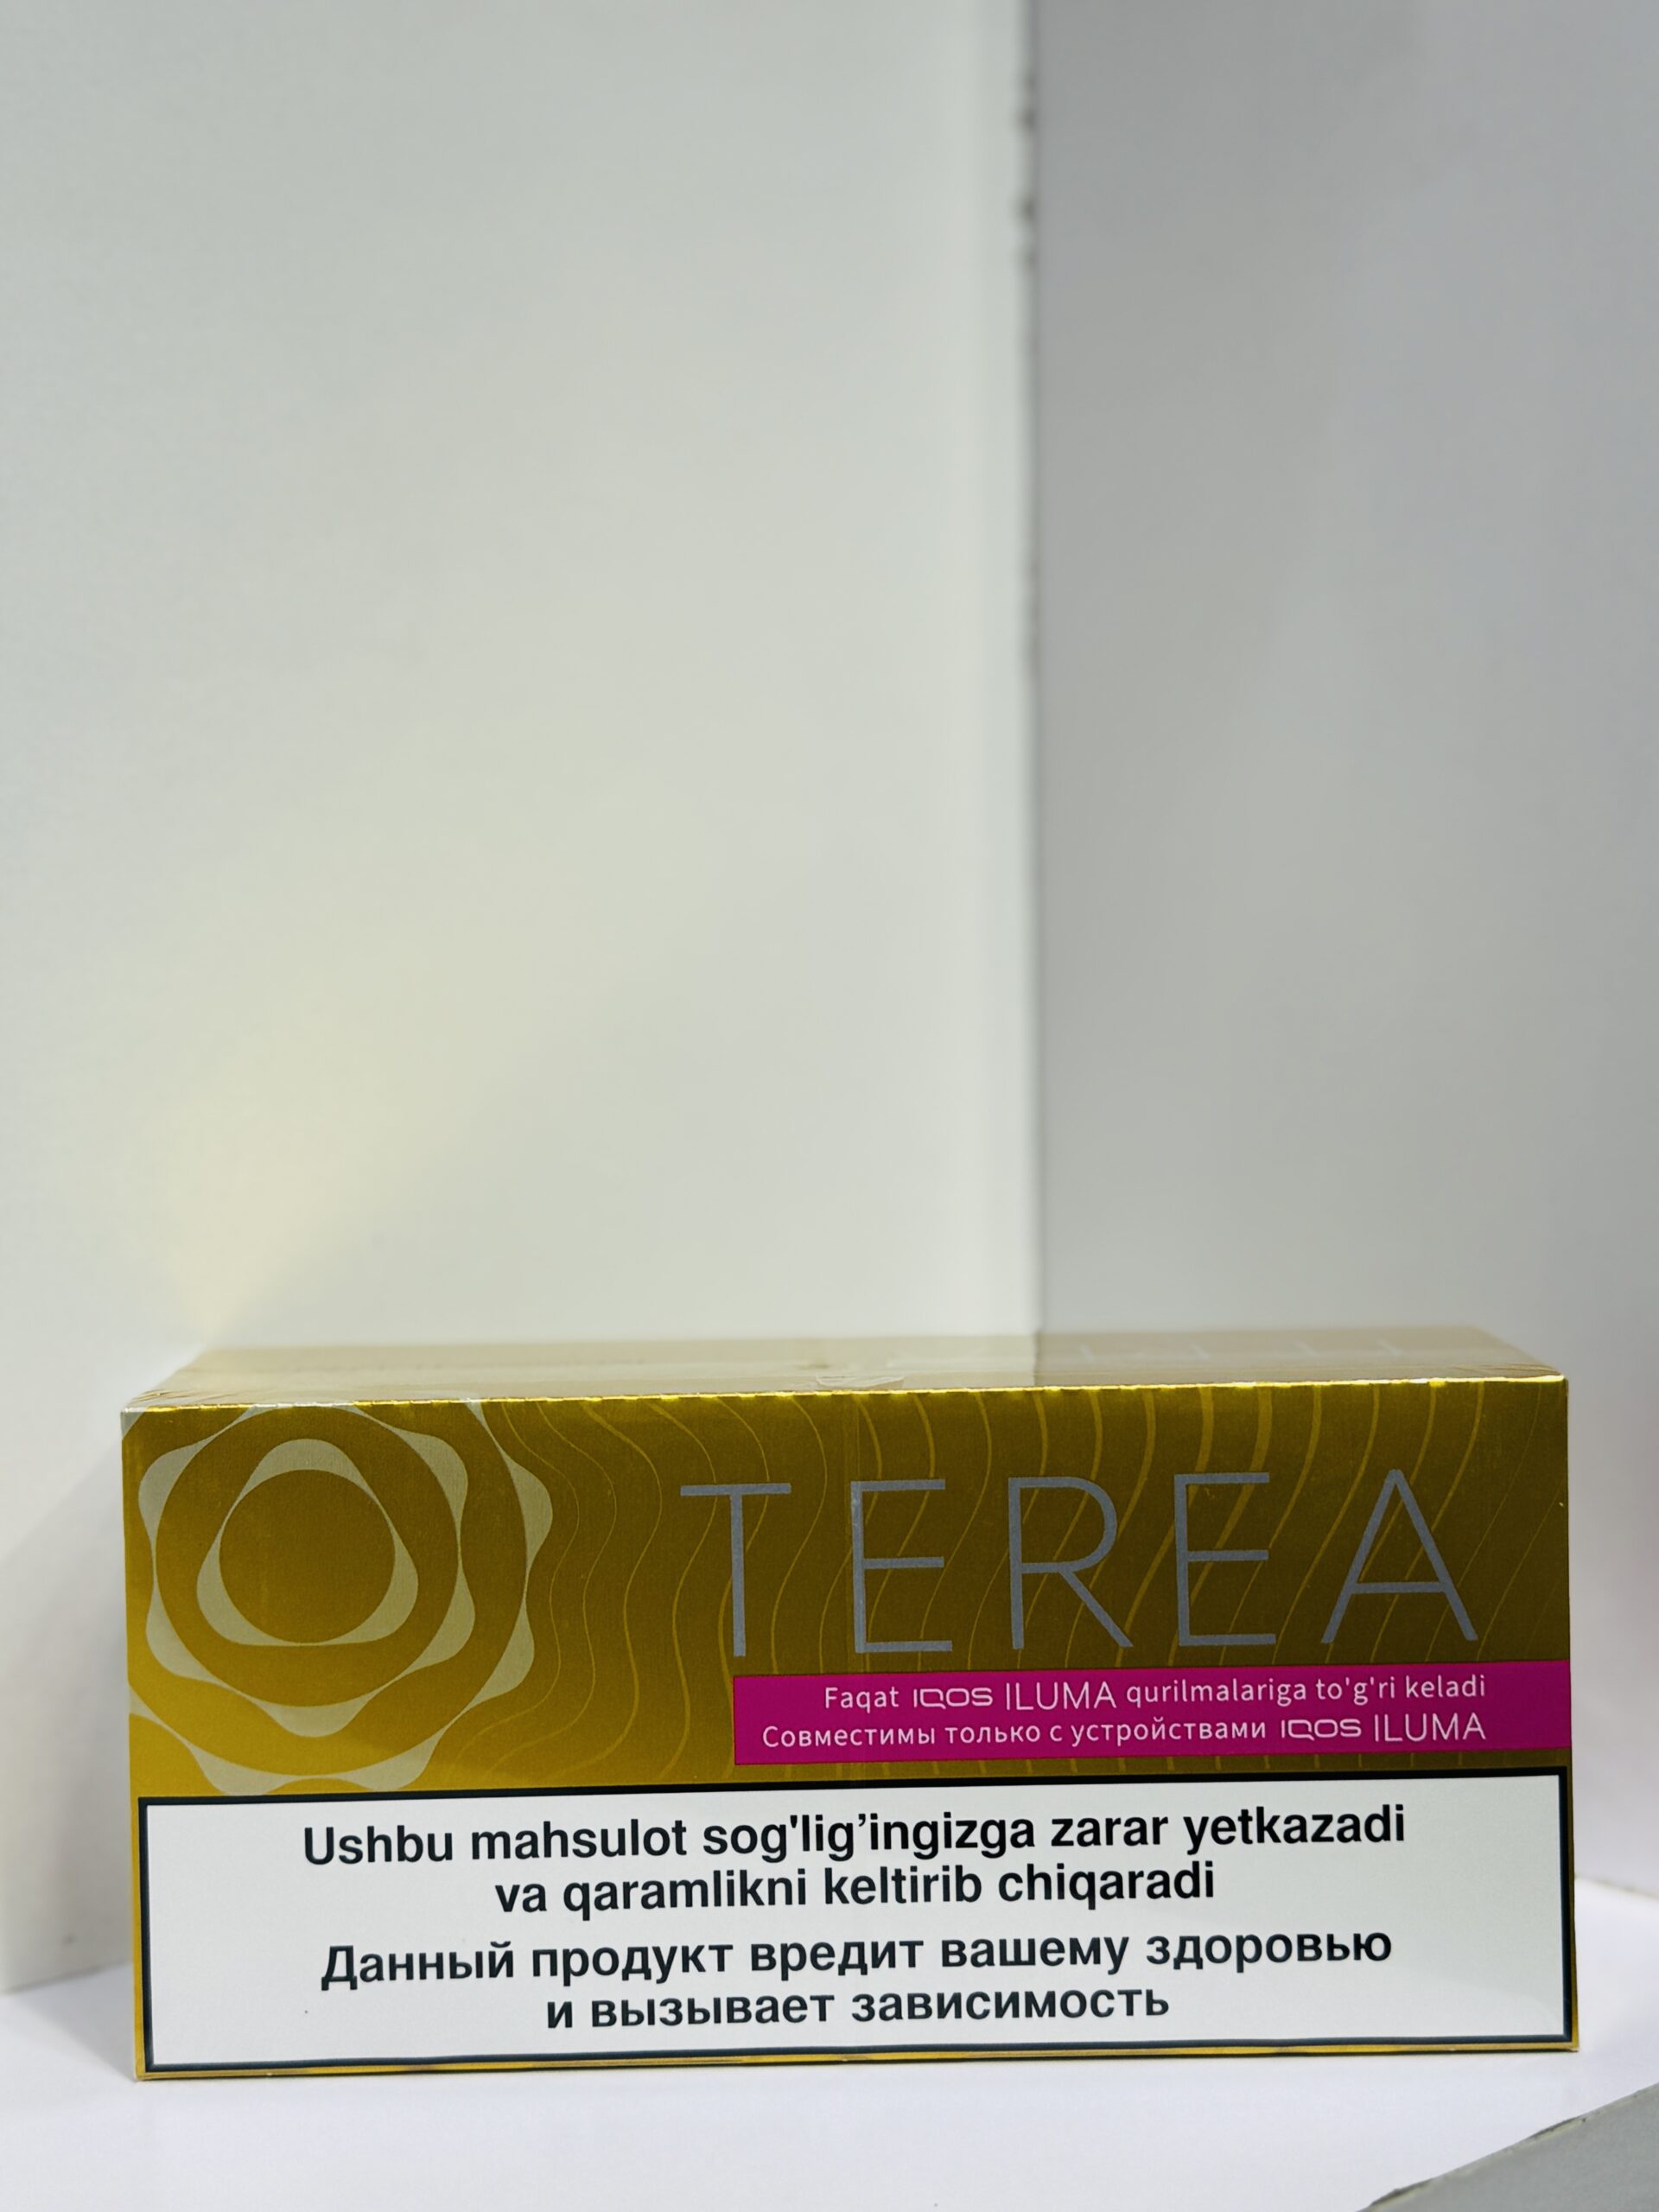 TEREA
Faqat IQOS ILUMA qurilmalariga to'g'ri keladi
Совместимы только с устройствами IQOS ILUMA
Ushbu mahsulot sog'lig’ingizga zarar yetkazadi
va qaramlikni keltirib chiqaradi
Данный продукт вредит вашему здоровью
и вызывает зависимость